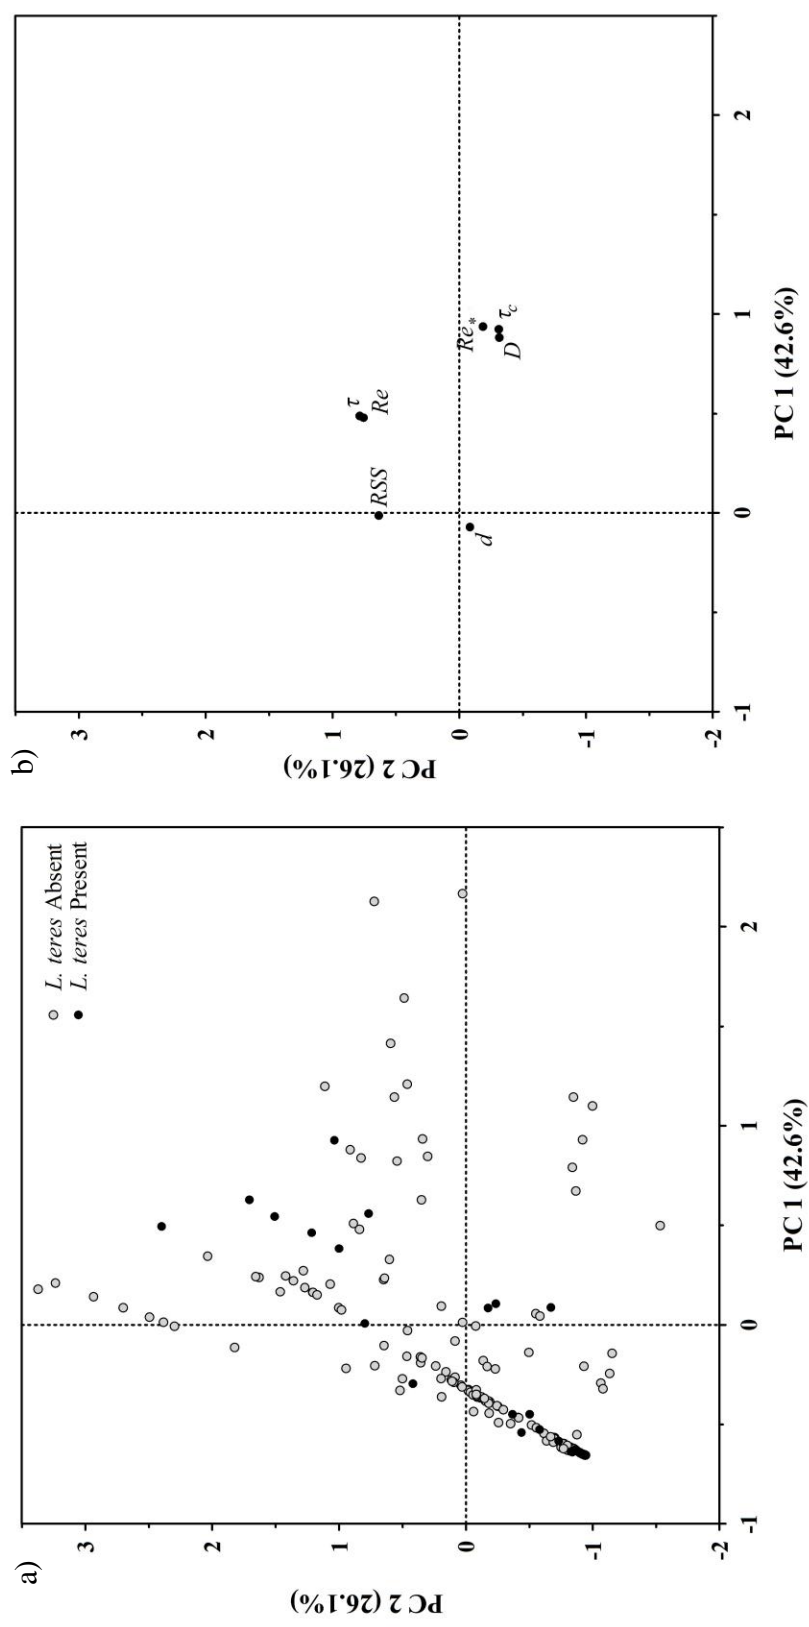 a)
L. teres Absent
L. teres Present
3
2
1
0
-1
-2
PC 2 (26.1%)
-1
0
1
2
PC 1 (42.6%)
b)
3
2
1
0
-1
-2
PC 2 (26.1%)
-1
0
1
2
PC 1 (42.6%)
τ
Re
RSS
Re*
τc
D
d